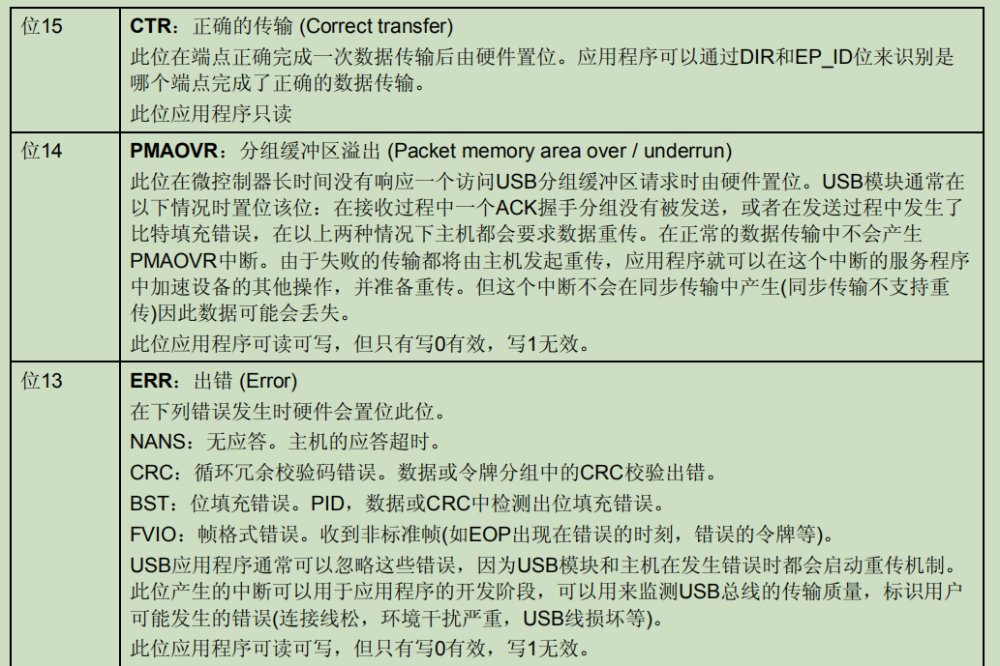 位15
CTR：正确的传输 (Correct transfer)
此位在端点正确完成一次数据传输后由硬件置位。应用程序可以通过DIR和EP_ID位来识别是
哪个端点完成了正确的数据传输。
此位应用程序只读
位14
PMAOVR：分组缓冲区溢出 (Packet memory area over / underrun)
此位在微控制器长时间没有响应一个访问USB分组缓冲区请求时由硬件置位。USB模块通常在
以下情况时置位该位：在接收过程中一个ACK握手分组没有被发送，或者在发送过程中发生了
比特填充错误，在以上两种情况下主机都会要求数据重传。在正常的数据传输中不会产生
PMAOVR中断。由于失败的传输都将由主机发起重传，应用程序就可以在这个中断的服务程序
中加速设备的其他操作，并准备重传。但这个中断不会在同步传输中产生(同步传输不支持重
传)因此数据可能会丢失。
此位应用程序可读可写，但只有写0有效，写1无效。
位13
ERR：出错 (Error)
在下列错误发生时硬件会置位此位。
NANS：无应答。主机的应答超时。
CRC：循环冗余校验码错误。数据或令牌分组中的CRC校验出错。
BST：位填充错误。PID，数据或CRC中检测出位填充错误。
FVIO：帧格式错误。收到非标准帧(如EOP出现在错误的时刻，错误的令牌等)。
USB应用程序通常可以忽略这些错误，因为USB模块和主机在发生错误时都会启动重传机制。
此位产生的中断可以用于应用程序的开发阶段，可以用来监测USB总线的传输质量，标识用户
可能发生的错误(连接线松，环境干扰严重，USB线损坏等)。
此位应用程序可读可写，但只有写0有效，写1无效。